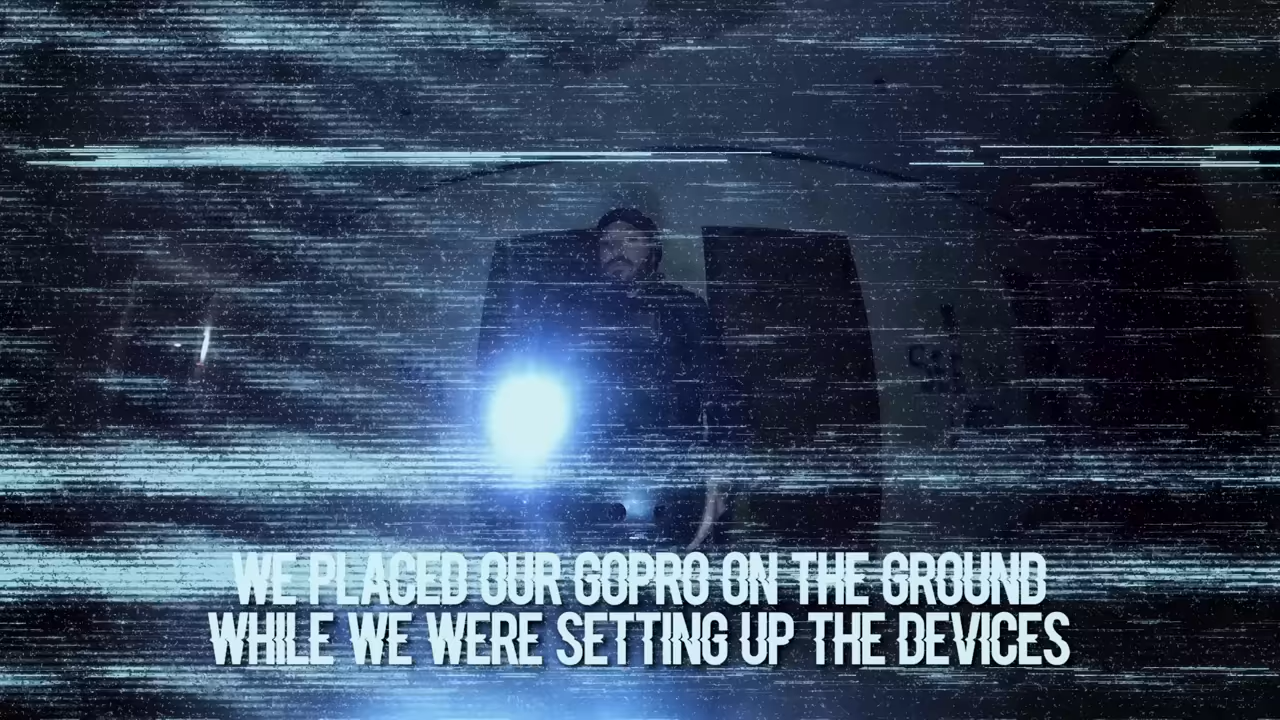 WE PLACED OUR GOPRO ON THE GROUND
WHILE WE WERE SETTING UP THE DEVICES